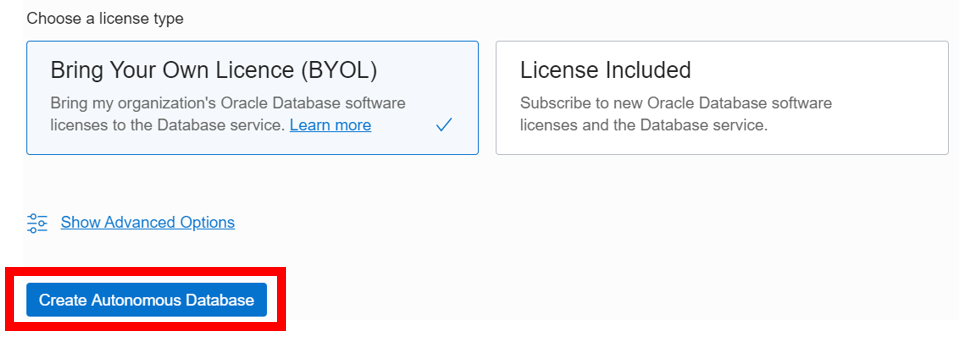 Choose a license type
Bring Your Own Licence (BYOL)
Bring my organization's Oracle Database software
licenses to the Database service. Learn more
License Included
Subscribe to new Oracle Database software
licenses and the Database service.
Show Advanced Options
Create Autonomous Database